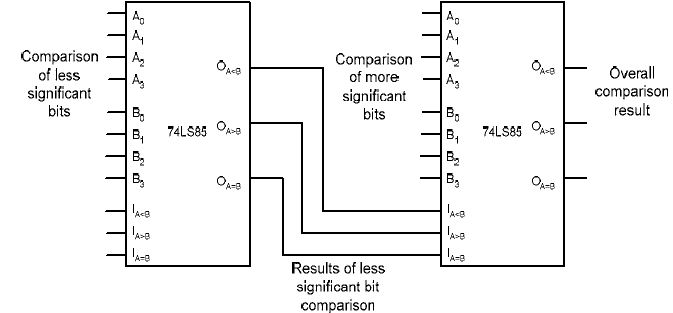 Comparison
of less
significant
bits
A0
A1
A2
A3
B0
B1
B2
B3
IA<B
IA>B
IA=B
74LS85
OA<B
OA>B
OA=B
Results of less
significant bit
comparison
Comparison
of more
significant
bits
A0
A1
A2
A3
B0
B1
B2
B3
IA<B
IA>B
IA=B
74LS85
OA<B
OA>B
OA=B
Overall
comparison
result